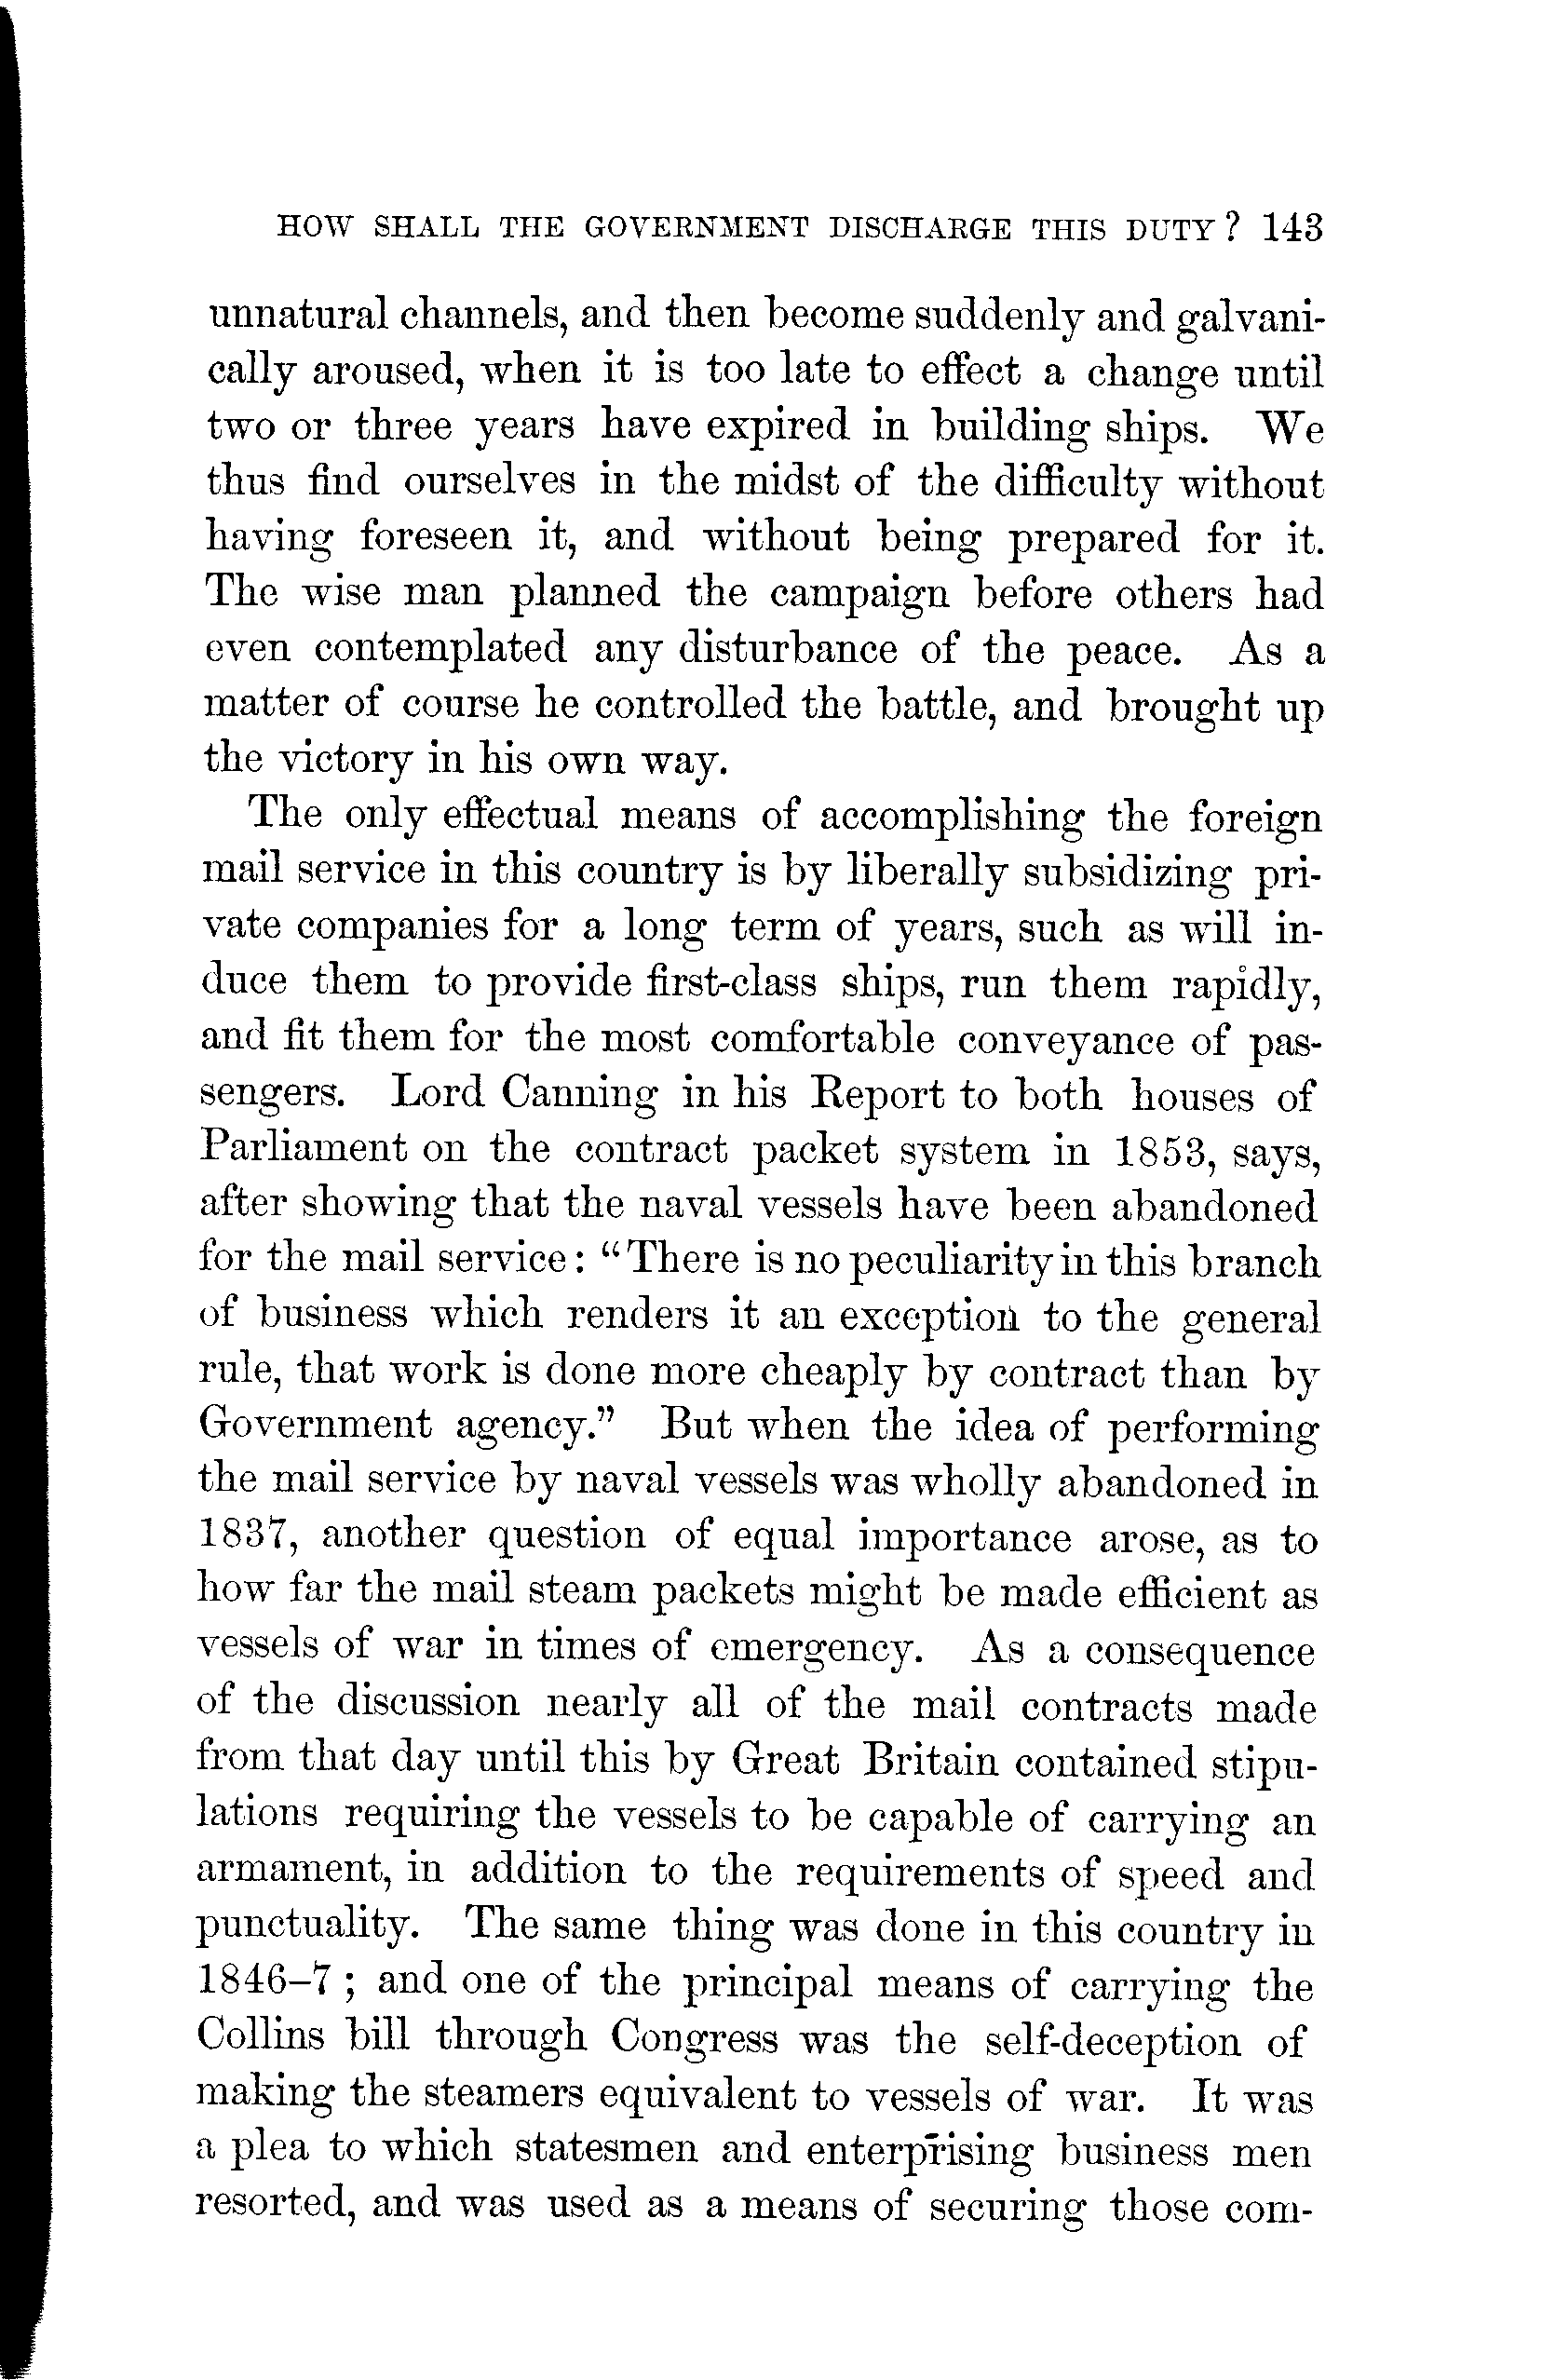 HOW SHALL THE GOVERNMENT DISCHARGE THIS DUTY? 143
unnatural channels, and then become suddenly and galvani-
cally aroused, when it is too late to effect a change until
two or three years have expired in building ships. We
thus find ourselves in the midst of the difficulty without
having foreseen it, and without being prepared for it.
The wise man planned the campaign before others had
even contemplated any disturbance of the peace. As a
matter of course he controlled the battle, and brought up
the victory in his own way.
The only effectual means of accomplishing the foreign
mail service in this country is by liberally subsidizing pri-
vate companies for a long term of years, such as will in-
duce them to provide first-class ships, run them rapidly,
and fit them for the most comfortable conveyance of pas-
sengers. Lord Canning in his Report to both houses of
Parliament on the contract packet system in 1853, says,
after showing that the naval vessels have been abandoned
for the mail service: "There is no peculiarity in this branch
of business which renders it an exception to the general
rule, that work is done more cheaply by contract than by
Government agency." But when the idea of performing
the mail service by naval vessels was wholly abandoned in
1837, another question of equal importance arose, as to
how far the mail steam packets might be made efficient as
vessels of war in times of emergency. As a consequence
of the discussion nearly all of the mail contracts made
from that day until this by Great Britain contained stipu-
lations requiring the vessels to be capable of carrying an
armament, in addition to the requirements of speed and
punctuality. The same thing was done in this country in
1846–7; and one of the principal means of carrying the
Collins bill through Congress was the self-deception of
making the steamers equivalent to vessels of war. It was
a plea to which statesmen and enterprising business men
resorted, and was used as a means of securing those com-